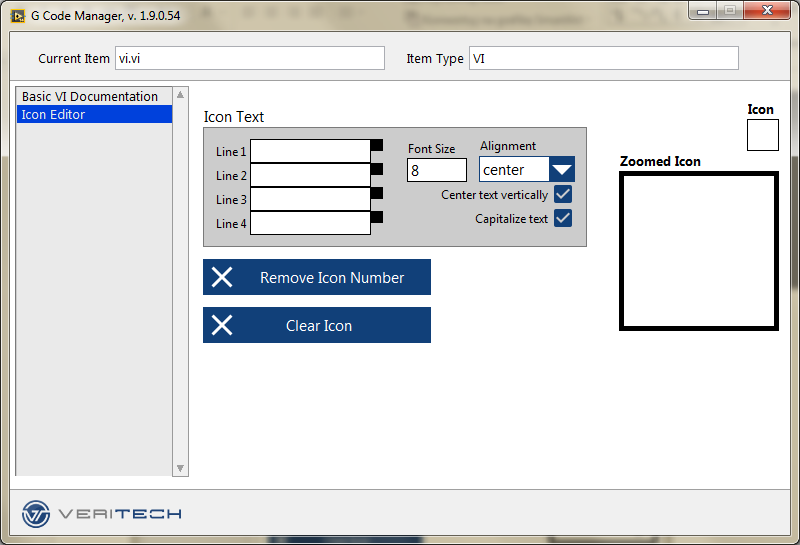 G Code Manager, v. 1.9.0.54
Current Item vi.vi Item Type VI
Basic VI Documentation
Icon Editor
Icon Text
Line 1
Line 2
Line 3
Line 4
Font Size
8
Alignment
center
Center text vertically
Capitalize text
Icon
Zoomed Icon
Remove Icon Number
Clear Icon
VERITECH